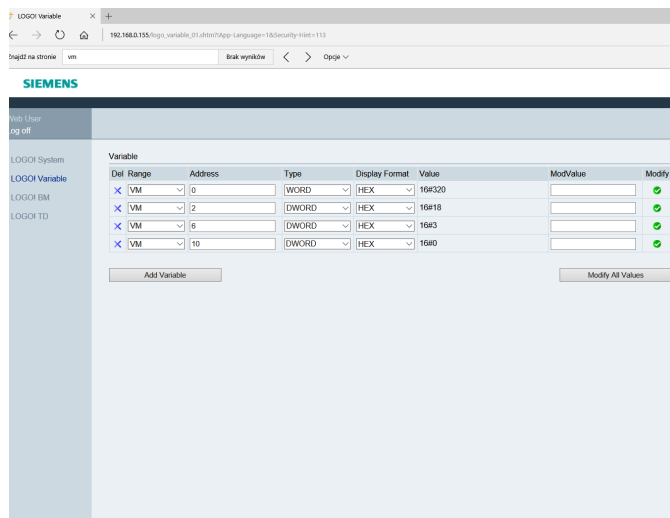 LOGO! Variable
192.168.0.155/logo_variable_01.shtm?!App-Language=1&Security-Hint=113
Znajdź na stronie vm Brak wyników Opcje
SIEMENS
Web User
Log off
LOGO! System
LOGO! Variable
LOGO! BM
LOGO! TD
Variable
Del Range Address Type Display Format Value ModValue Modify
VM 0 WORD HEX 16#320
VM 2 DWORD HEX 16#18
VM 6 DWORD HEX 16#3
VM 10 DWORD HEX 16#0
Add Variable Modify All Values